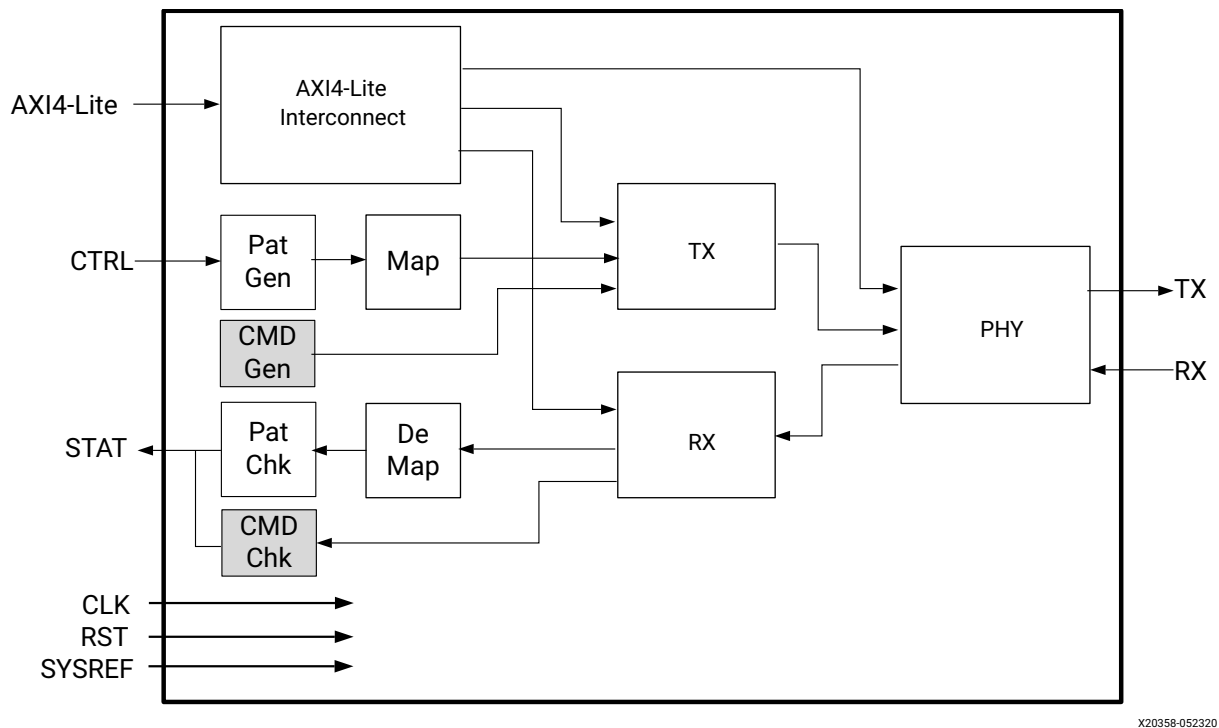 AXI4-Lite
AXI4-Lite
Interconnect
CTRL
Pat
Gen
Map
TX
CMD
Gen
PHY
TX
RX
STAT
Pat
Chk
De
Map
RX
CMD
Chk
CLK
RST
SYSREF
X20358-052320